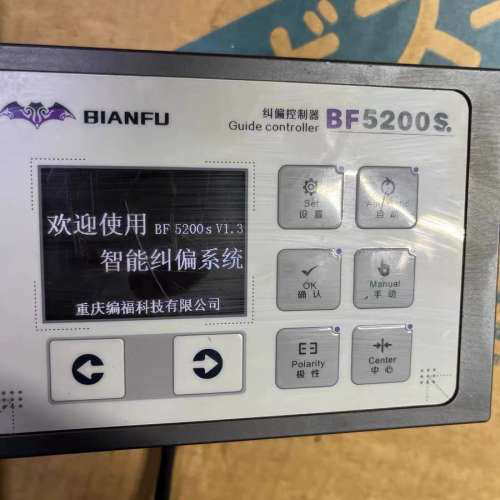 BIANFU
纠偏控制器
Guide controller
BF5200S
欢迎使用 BF 5200s V1.3
智能纠偏系统
重庆编福科技有限公司
Set
设置
自动
OK
确认
Manual
手动
Polarity
极性
Center
中心